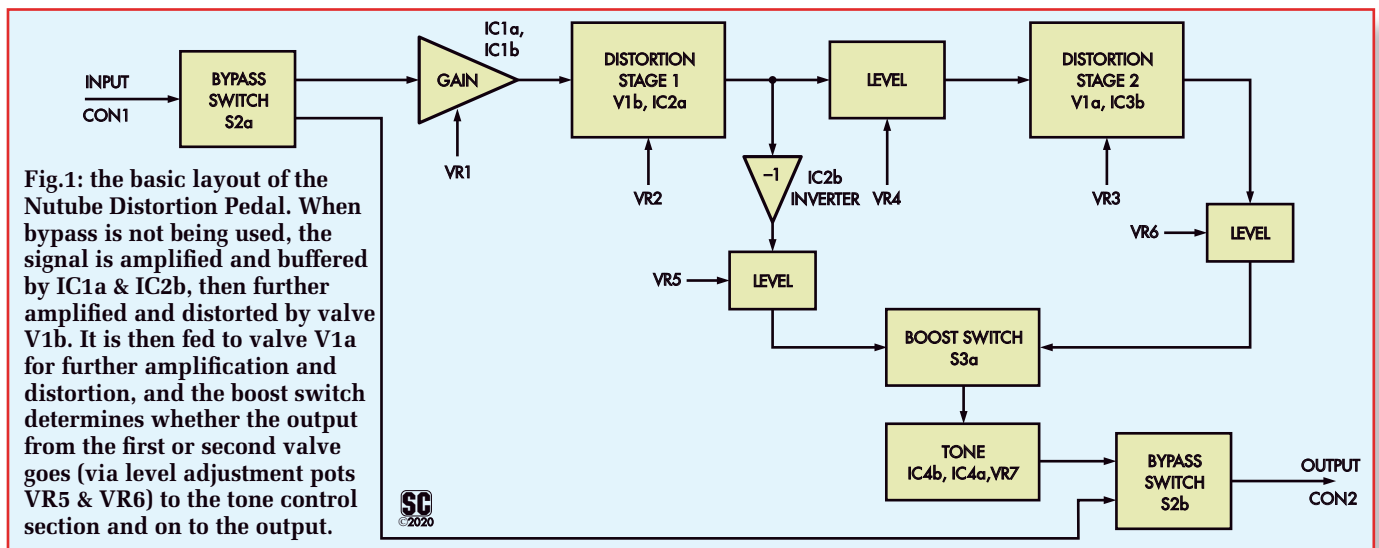 INPUT
CON1
BYPASS
SWITCH
S2a
GAIN
IC1a,
IC1b
VR1
DISTORTION
STAGE 1
V1b, IC2a
VR2
–1
IC2b
INVERTER
LEVEL
VR4
DISTORTION
STAGE 2
V1a, IC3b
VR3
VR6
LEVEL
VR5
LEVEL
BOOST SWITCH
S3a
TONE
IC4b, IC4a,VR7
BYPASS
SWITCH
S2b
OUTPUT
CON2
Fig.1: the basic layout of the
Nutube Distortion Pedal. When
bypass is not being used, the
signal is amplified and buffered
by IC1a & IC2b, then further
amplified and distorted by valve
V1b. It is then fed to valve V1a
for further amplification and
distortion, and the boost switch
determines whether the output
from the first or second valve
goes (via level adjustment pots
VR5 & VR6) to the tone control
section and on to the output.
SC
©2020